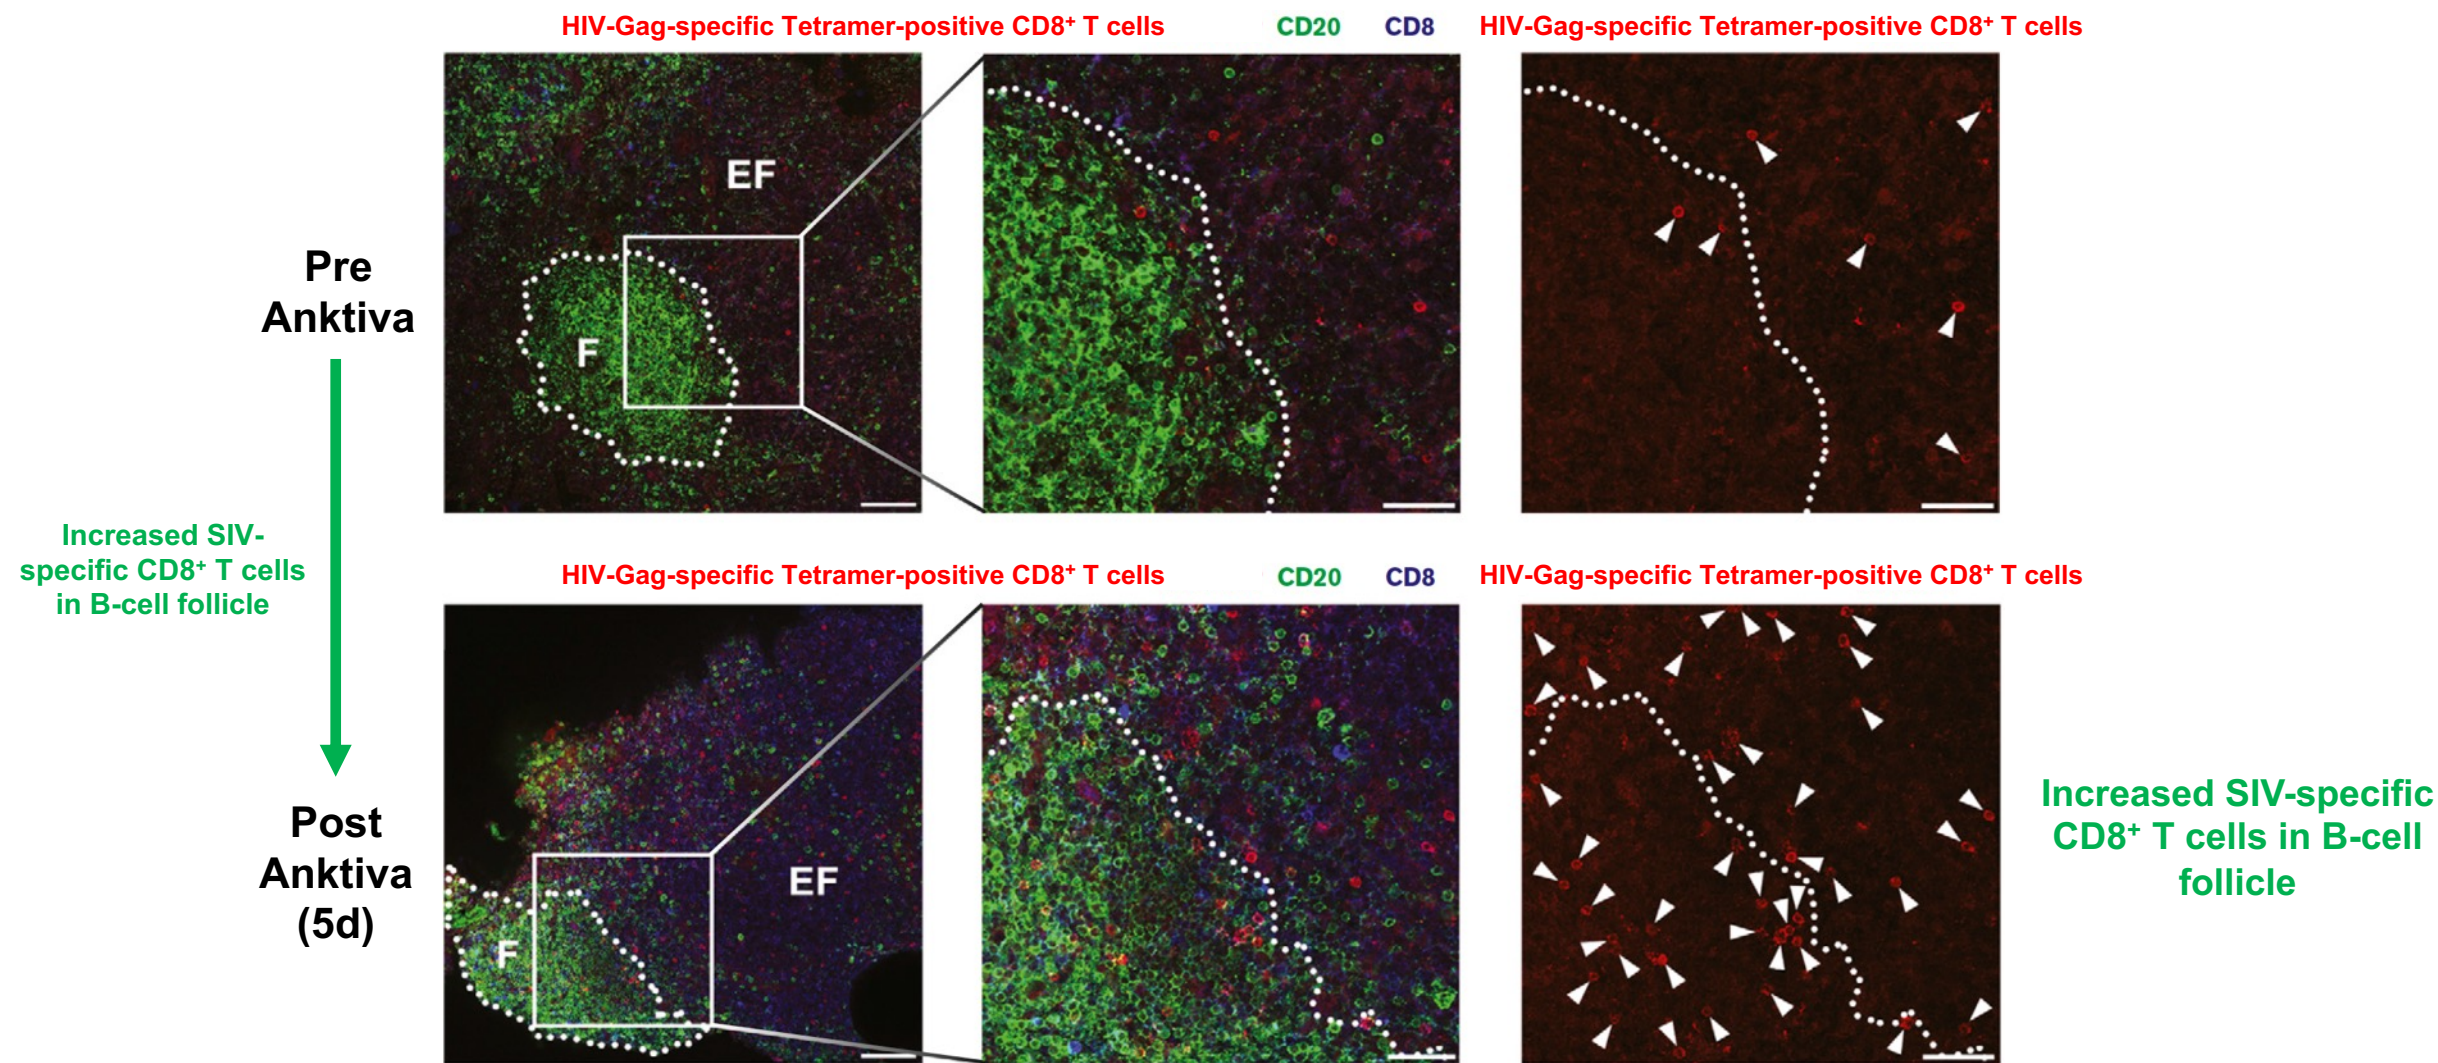 HIV-Gag-specific Tetramer-positive CD8⁺ T cells CD20 CD8 HIV-Gag-specific Tetramer-positive CD8⁺ T cells
EF
F
Pre
Anktiva
Increased SIV-
specific CD8⁺ T cells
in B-cell follicle
HIV-Gag-specific Tetramer-positive CD8⁺ T cells CD20 CD8 HIV-Gag-specific Tetramer-positive CD8⁺ T cells
Post
Anktiva
(5d)
EF
F
Increased SIV-specific
CD8⁺ T cells in B-cell
follicle